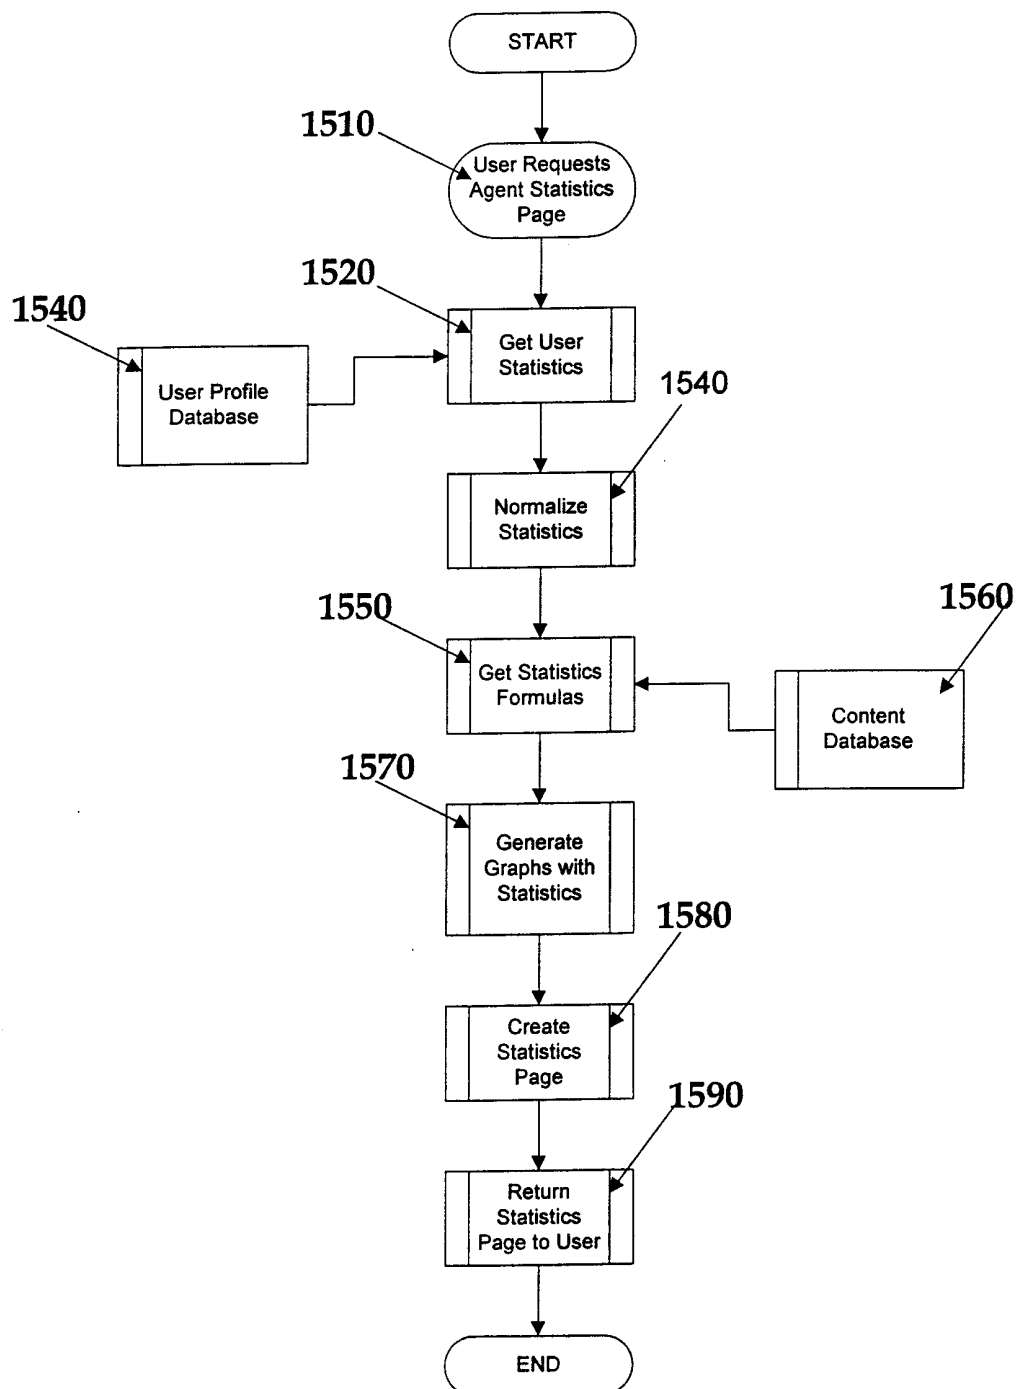 START
1510
User Requests
Agent Statistics
Page
1520
1540
Get User
Statistics
User Profile
Database
1540
Normalize
Statistics
1550
1560
Get Statistics
Formulas
Content
Database
1570
Generate
Graphs with
Statistics
1580
Create
Statistics
Page
1590
Return
Statistics
Page to User
END